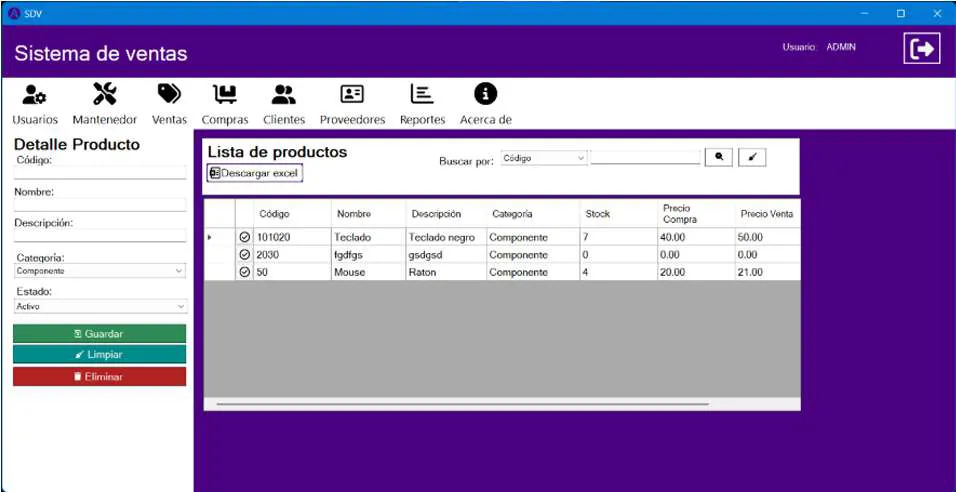 SDV
Sistema de ventas
Usuario: ADMIN
Usuarios Mantenedor Ventas Compras Clientes Proveedores Reportes Acerca de
Detalle Producto
Código:
Nombre:
Descripción:
Categoría:
Componente
Estado:
Activo
Guardar
Limpiar
Eliminar
Lista de productos
Descargar excel
Buscar por: Código
Código Nombre Descripción Categoría Stock Precio Compra Precio Venta
101020 Teclado Teclado negro Componente 7 40.00 50.00
2030 fgdfgs gsdgsd Componente 0 0.00 0.00
50 Mouse Raton Componente 4 20.00 21.00